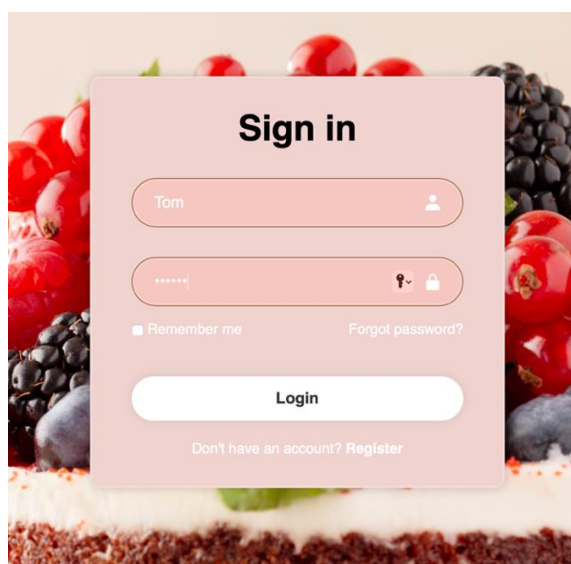 Sign in
Tom
••••••
Remember me Forgot password?
Login
Don't have an account? Register